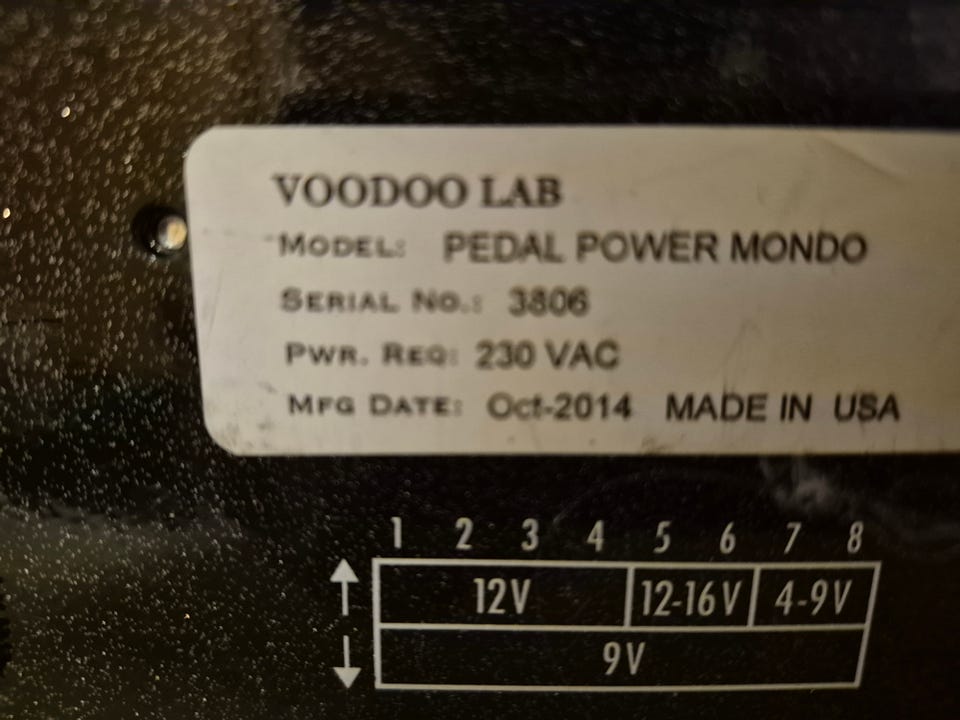 VOODOO LAB
MODEL: PEDAL POWER MONDO
SERIAL NO.: 3806
PWR. REQ: 230 VAC
MFG DATE: Oct-2014 MADE IN USA
1 2 3 4 5 6 7 8
12V 12-16V 4-9V
9V